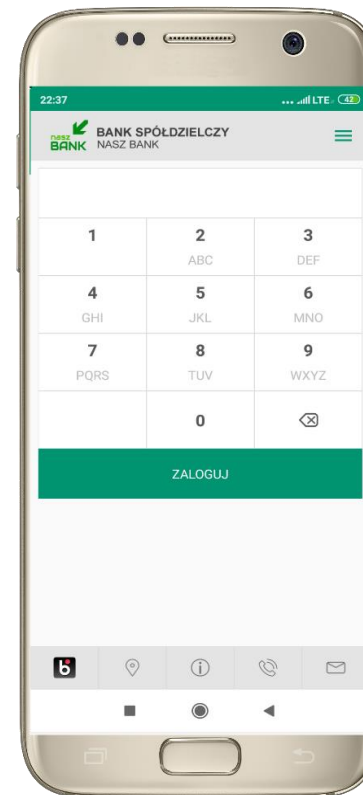 22:37 ... LTE 42
nasz BANK
BANK SPÓŁDZIELCZY
NASZ BANK
1 2 3
ABC DEF
4 5 6
GHI JKL MNO
7 8 9
PQRS TUV WXYZ
0
ZALOGUJ
b i